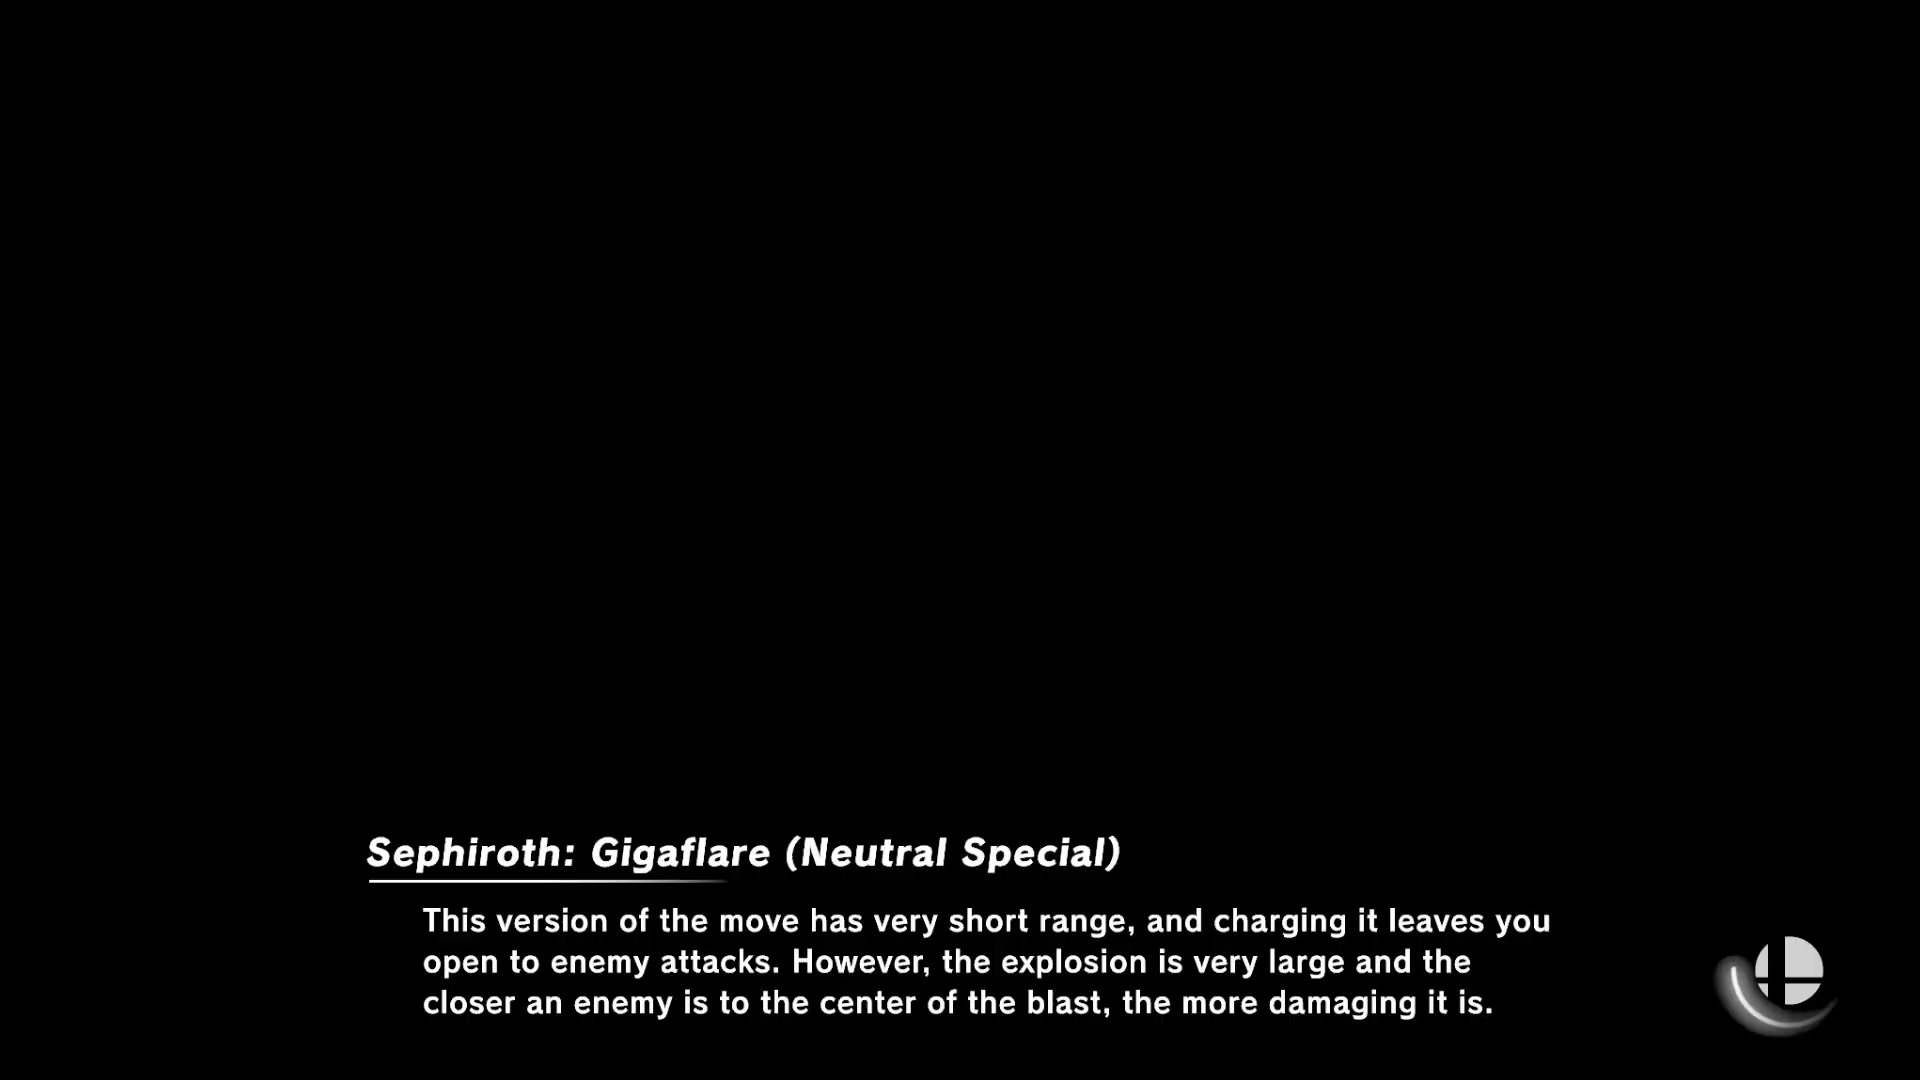 Sephiroth: Gigaflare (Neutral Special)
This version of the move has very short range, and charging it leaves you
open to enemy attacks. However, the explosion is very large and the
closer an enemy is to the center of the blast, the more damaging it is.